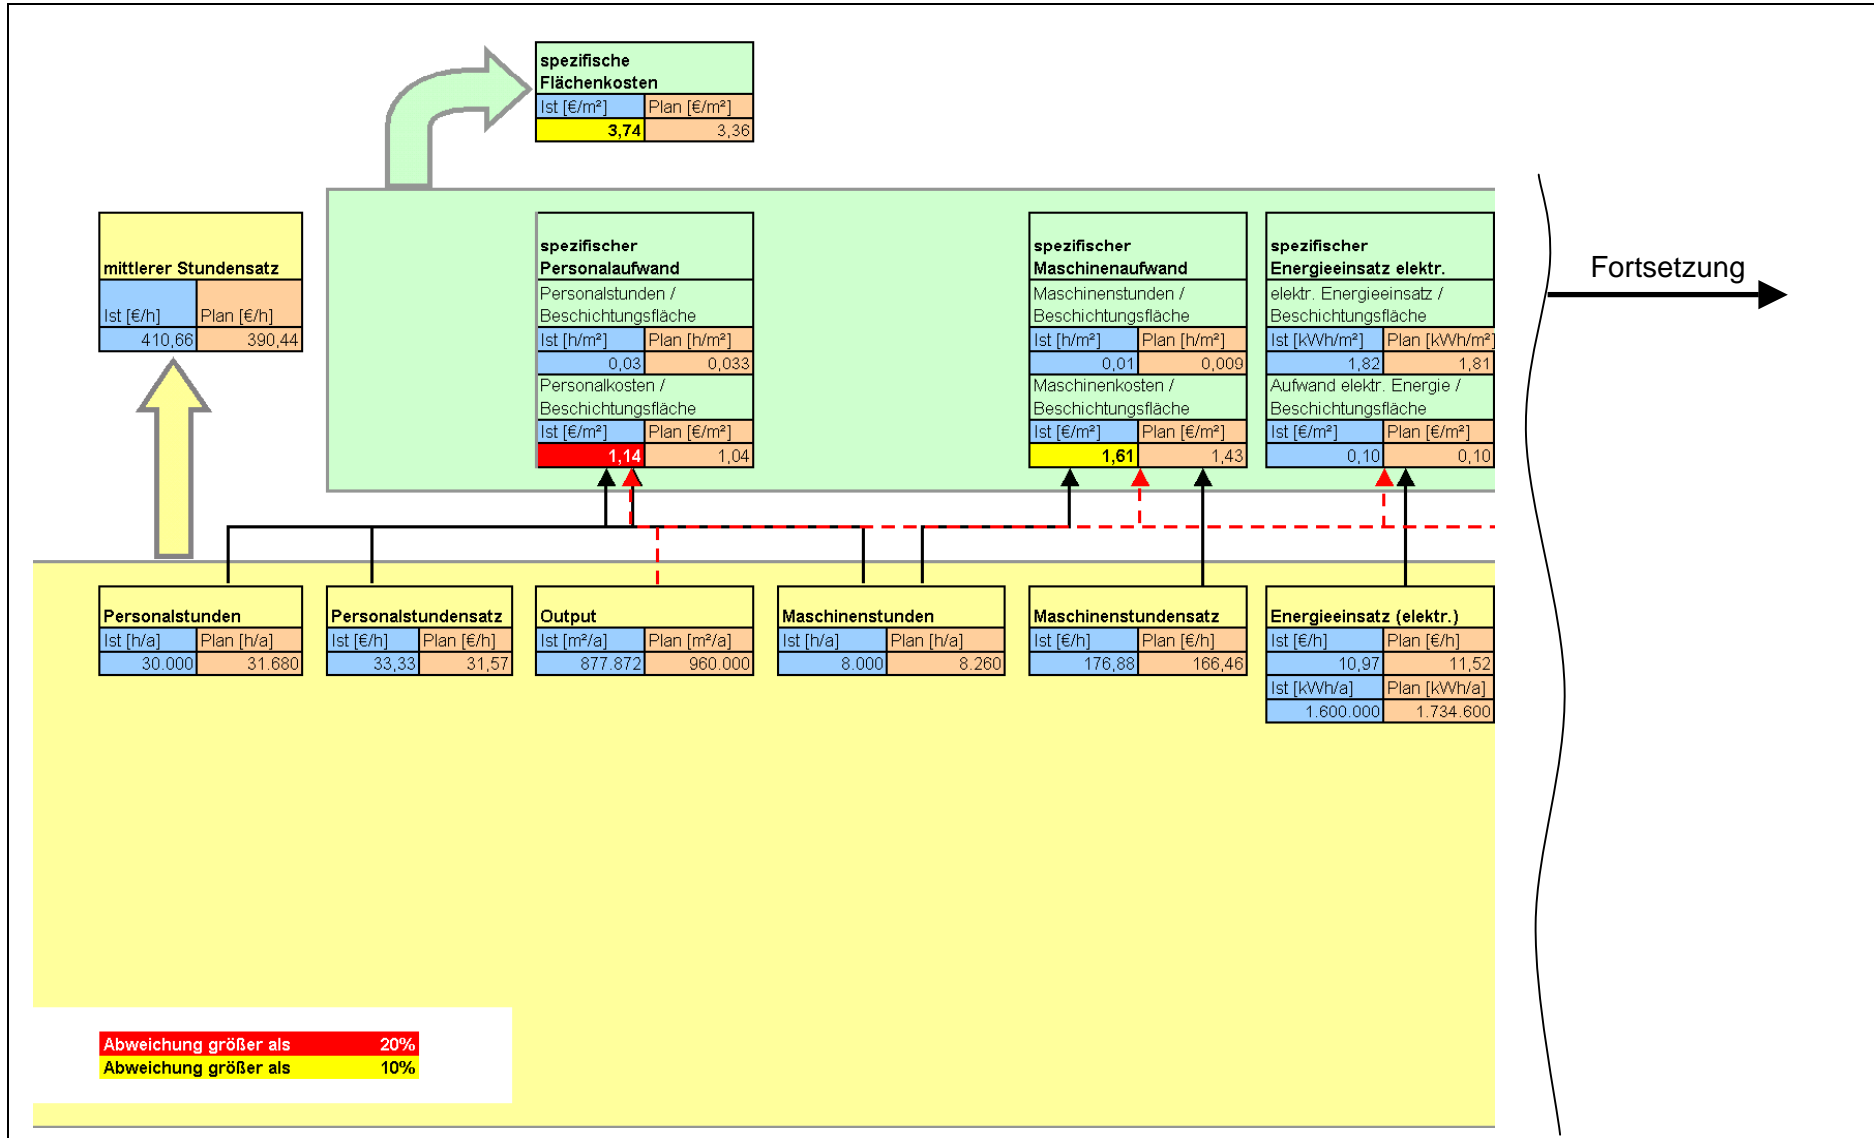 spezifische
Flächenkosten
Ist [€/m²] Plan [€/m²]
3,74 3,36
mittlerer Stundensatz
Ist [€/h] Plan [€/h]
410,66 390,44
spezifischer
Personalaufwand
Personalstunden /
Beschichtungsfläche
Ist [h/m²] Plan [h/m²]
0,03 0,033
Personalkosten /
Beschichtungsfläche
Ist [€/m²] Plan [€/m²]
1,14 1,04
spezifischer
Maschinenaufwand
Maschinenstunden /
Beschichtungsfläche
Ist [h/m²] Plan [h/m²]
0,01 0,009
Maschinenkosten /
Beschichtungsfläche
Ist [€/m²] Plan [€/m²]
1,61 1,43
spezifischer
Energieeinsatz elektr.
elektr. Energieeinsatz /
Beschichtungsfläche
Ist [kWh/m²] Plan [kWh/m²]
1,82 1,81
Aufwand elektr. Energie /
Beschichtungsfläche
Ist [€/m²] Plan [€/m²]
0,10 0,10
Fortsetzung
Personalstunden
Ist [h/a] Plan [h/a]
30.000 31.680
Personalstundensatz
Ist [€/h] Plan [€/h]
33,33 31,57
Output
Ist [m²/a] Plan [m²/a]
877.872 960.000
Maschinenstunden
Ist [h/a] Plan [h/a]
8.000 8.260
Maschinenstundensatz
Ist [€/h] Plan [€/h]
176,88 166,46
Energieeinsatz (elektr.)
Ist [€/h] Plan [€/h]
10,97 11,52
Ist [kWh/a] Plan [kWh/a]
1.600.000 1.734.600
Abweichung größer als 20%
Abweichung größer als 10%